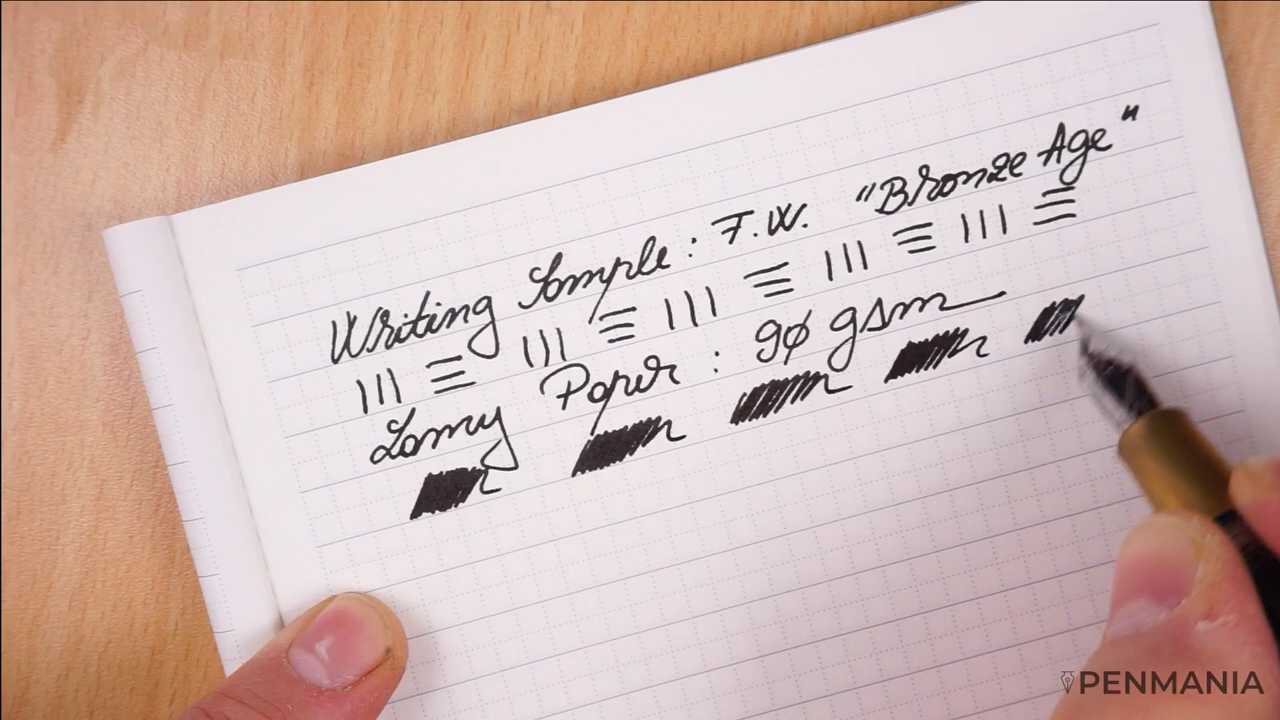 Writing Sample: F.W. "Bronze Age"
||| ≡ ||| ≡ ||| ≡ ||| ≡ ||| ≡
Lamy Paper: 90 gsm
PENMANIA